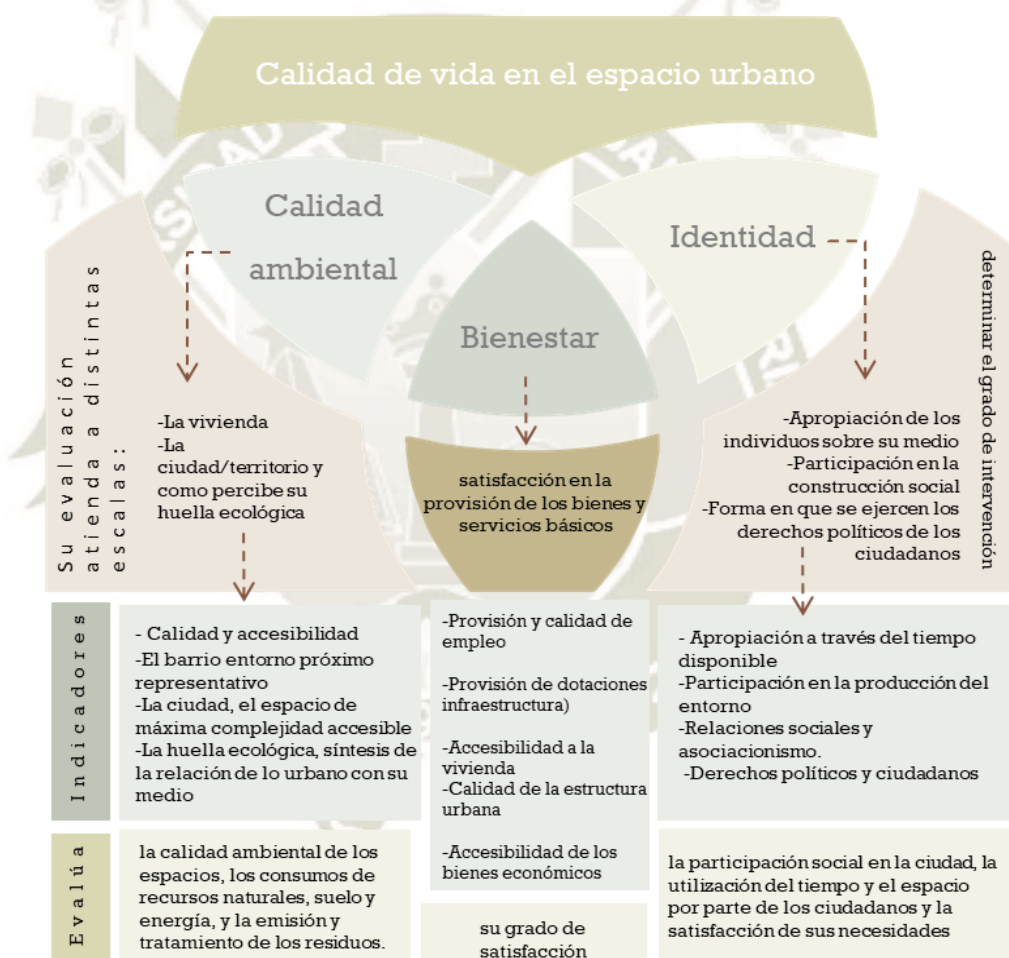 Calidad de vida en el espacio urbano
Calidad
ambiental
Bienestar
Identidad
Su evaluación
atienda a distintas
escalas:
-La vivienda
-La
ciudad/territorio y
como percibe su
huella ecológica
satisfacción en la
provisión de los bienes y
servicios básicos
determinar el grado de intervención
-Apropiación de los
individuos sobre su medio
-Participación en la
construcción social
-Forma en que se ejercen los
derechos políticos de los
ciudadanos
Indicadores
- Calidad y accesibilidad
-El barrio entorno próximo
representativo
-La ciudad, el espacio de
máxima complejidad accesible
-La huella ecológica, síntesis de
la relación de lo urbano con su
medio
-Provisión y calidad de
empleo
-Provisión de dotaciones
infraestructura)
-Accesibilidad a la
vivienda
-Calidad de la estructura
urbana
-Accesibilidad de los
bienes económicos
- Apropiación a través del tiempo
disponible
-Participación en la producción del
entorno
-Relaciones sociales y
asociacionismo.
-Derechos políticos y ciudadanos
Evalúa
la calidad ambiental de los
espacios, los consumos de
recursos naturales, suelo y
energía, y la emisión y
tratamiento de los residuos.
su grado de
satisfacción
la participación social en la ciudad, la
utilización del tiempo y el espacio
por parte de los ciudadanos y la
satisfacción de sus necesidades